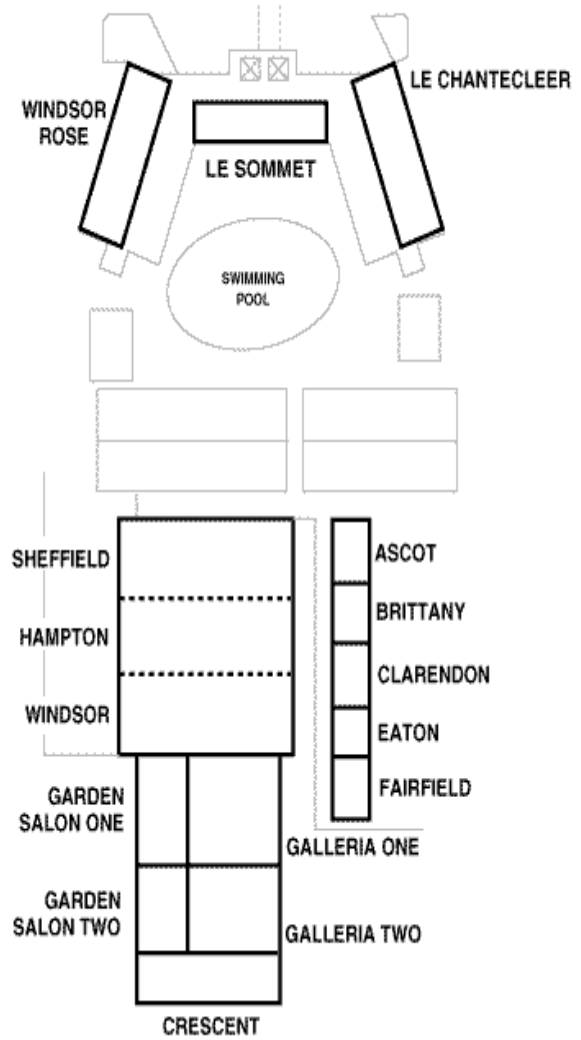 LE CHANTECLEER
WINDSOR
ROSE
LE SOMMET
SWIMMING
POOL
SHEFFIELD
ASCOT
BRITTANY
HAMPTON
CLARENDON
WINDSOR
EATON
FAIRFIELD
GARDEN
SALON ONE
GALLERIA ONE
GARDEN
SALON TWO
GALLERIA TWO
CRESCENT